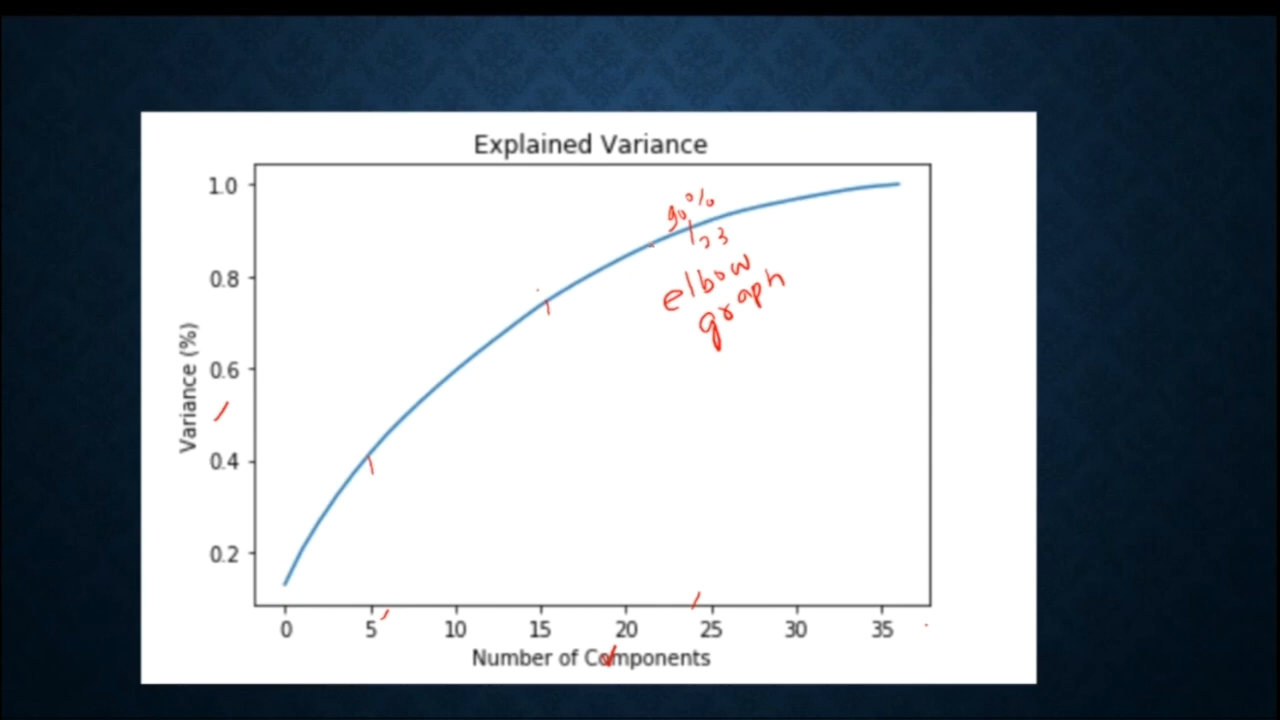 Explained Variance
1.0
0.8
0.6
0.4
0.2
Variance (%)
90%
23
elbow
graph
0 5 10 15 20 25 30 35
Number of Components